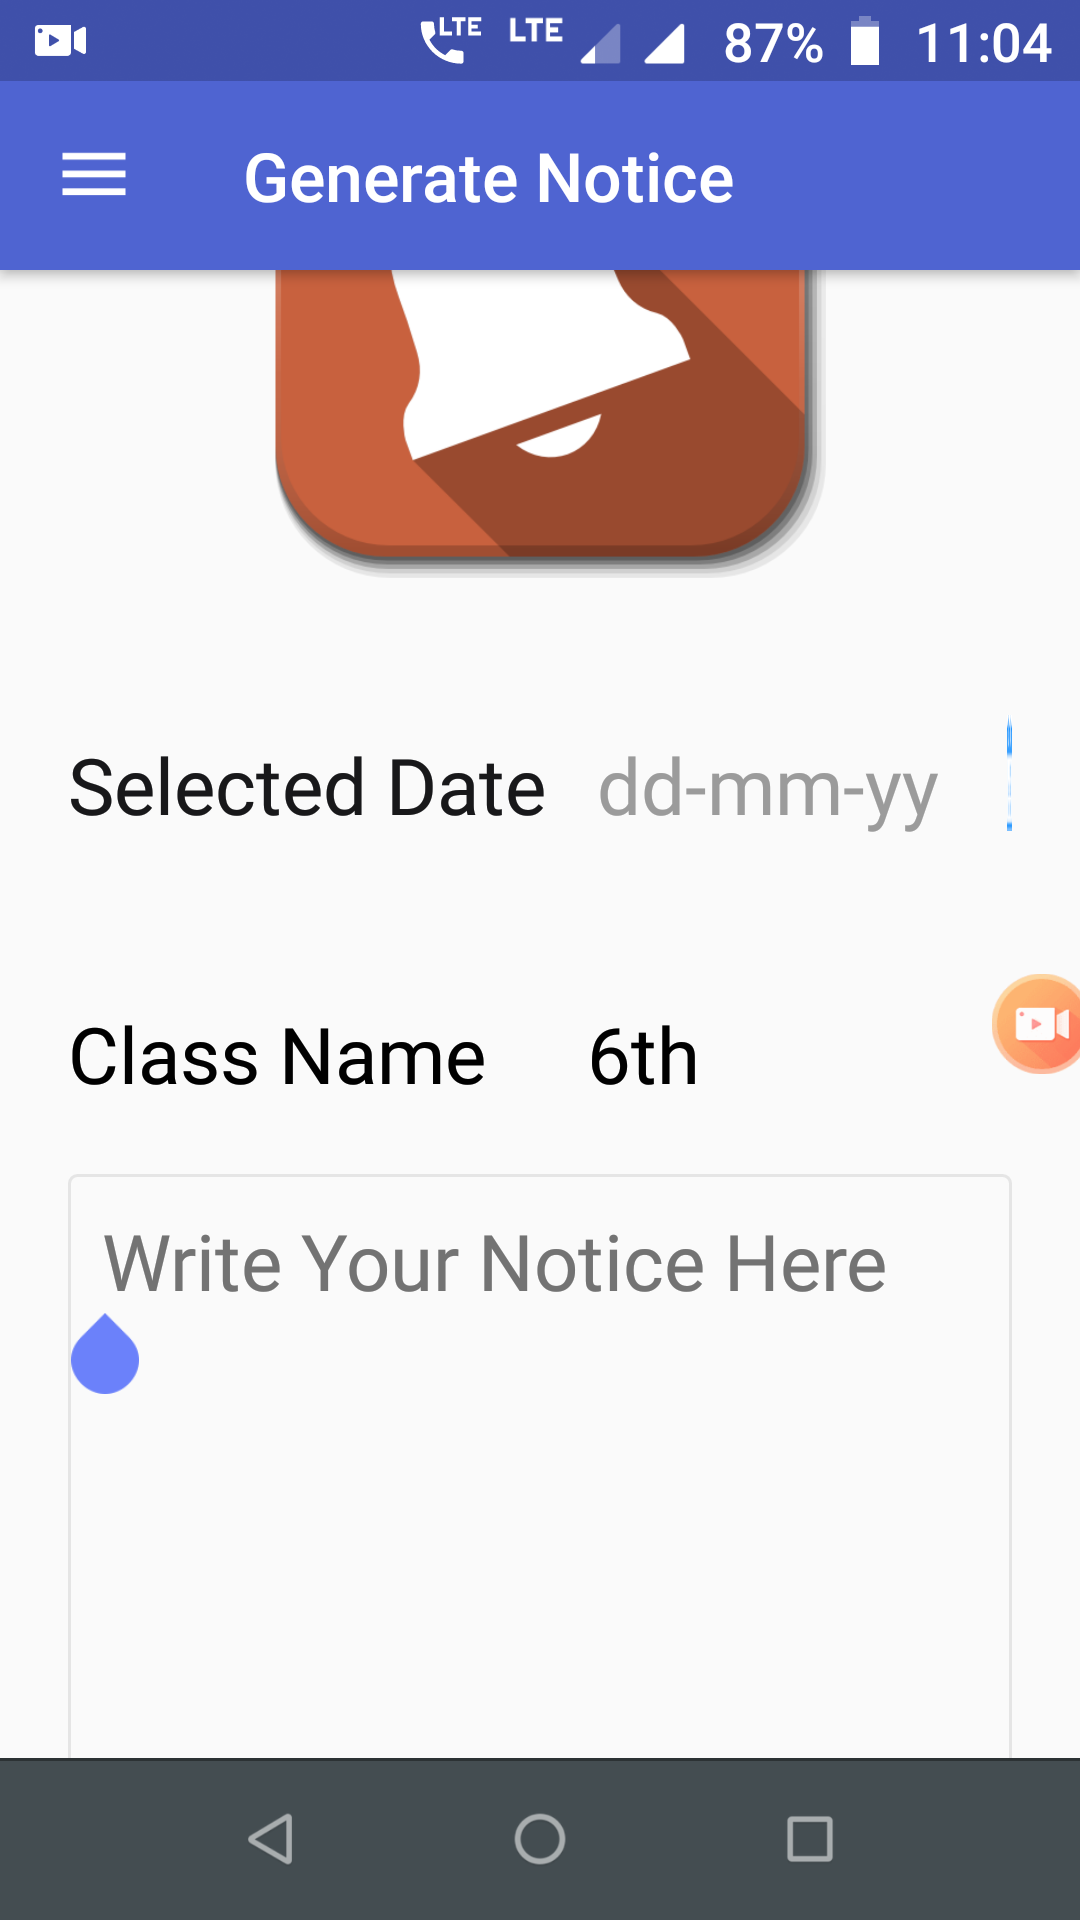 LTE LTE 87% 11:04
Generate Notice
Selected Date dd-mm-yy
Class Name 6th
Write Your Notice Here